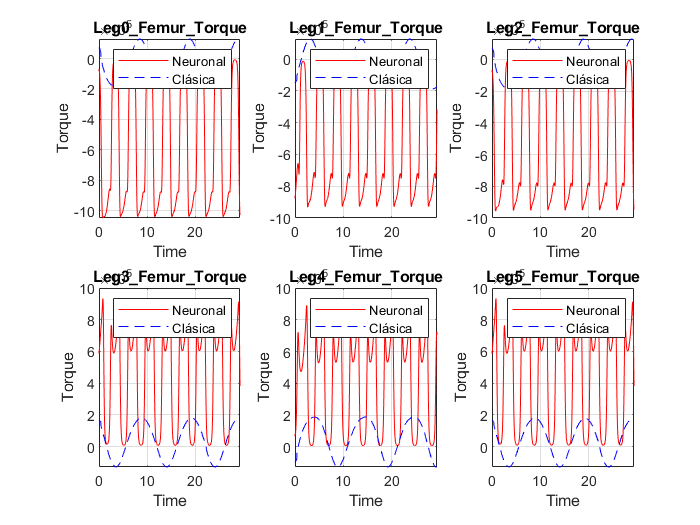 Leg0_Femur_Torque
Leg1_Femur_Torque
Leg2_Femur_Torque
Neuronal
Clásica
Neuronal
Clásica
Neuronal
Clásica
Torque
0
-2
-4
-6
-8
-10
0 10 20
Time
Torque
0
-2
-4
-6
-8
-10
0 10 20
Time
Torque
0
-2
-4
-6
-8
-10
0 10 20
Time
Leg3_Femur_Torque
Leg4_Femur_Torque
Leg5_Femur_Torque
Neuronal
Clásica
Neuronal
Clásica
Neuronal
Clásica
Torque
10
8
6
4
2
0
0 10 20
Time
Torque
10
8
6
4
2
0
0 10 20
Time
Torque
10
8
6
4
2
0
0 10 20
Time